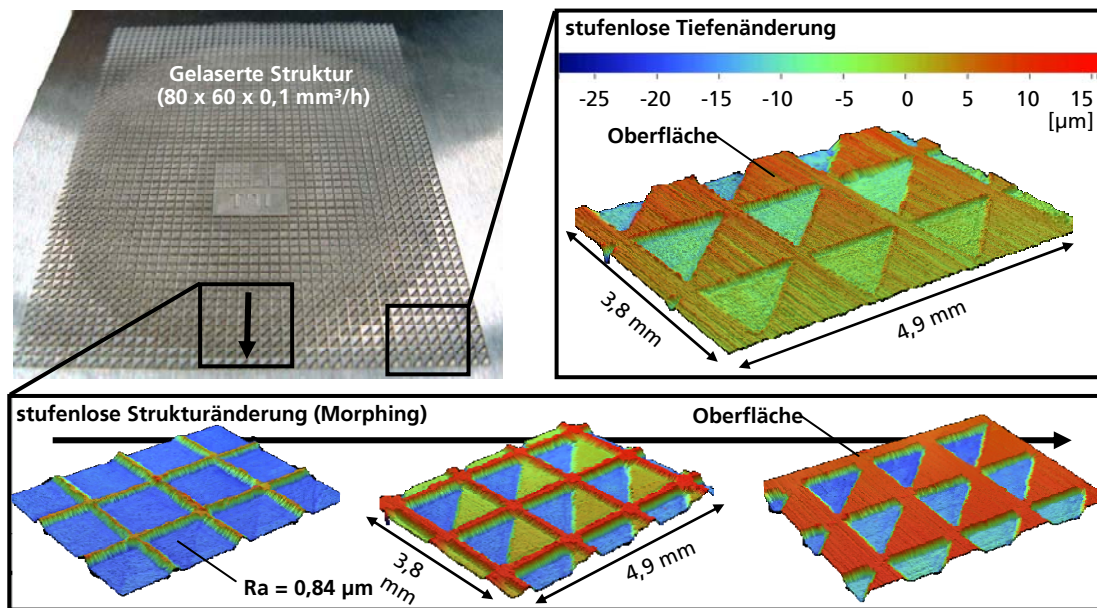 Gelaserte Struktur
(80 x 60 x 0,1 mm³/h)
stufenlose Tiefenänderung
-25 -20 -15 -10 -5 0 5 10 15
[µm]
Oberfläche
3,8 mm
4,9 mm
stufenlose Strukturänderung (Morphing)
Oberfläche
3,8
mm
4,9 mm
Ra = 0,84 µm